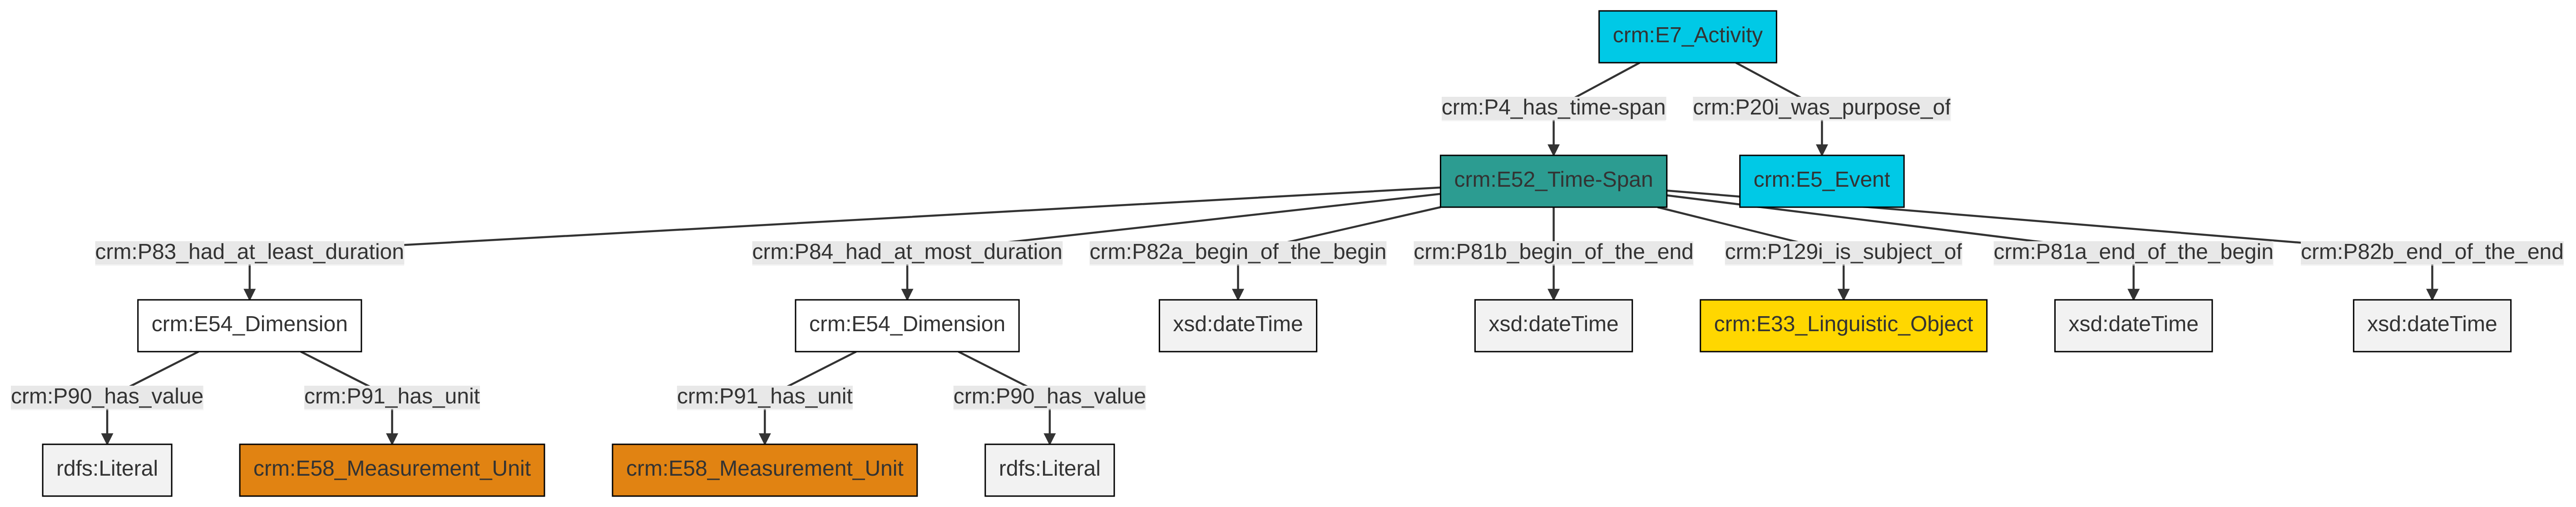 crm:E7_Activity
crm:P4_has_time-span
crm:P20i_was_purpose_of
crm:E52_Time-Span
crm:E5_Event
crm:P83_had_at_least_duration
crm:P84_had_at_most_duration
crm:P82a_begin_of_the_begin
crm:P81b_begin_of_the_end
crm:P129i_is_subject_of
crm:P81a_end_of_the_begin
crm:P82b_end_of_the_end
crm:E54_Dimension
crm:E54_Dimension
xsd:dateTime
xsd:dateTime
crm:E33_Linguistic_Object
xsd:dateTime
xsd:dateTime
crm:P90_has_value
crm:P91_has_unit
crm:P91_has_unit
crm:P90_has_value
rdfs:Literal
crm:E58_Measurement_Unit
crm:E58_Measurement_Unit
rdfs:Literal